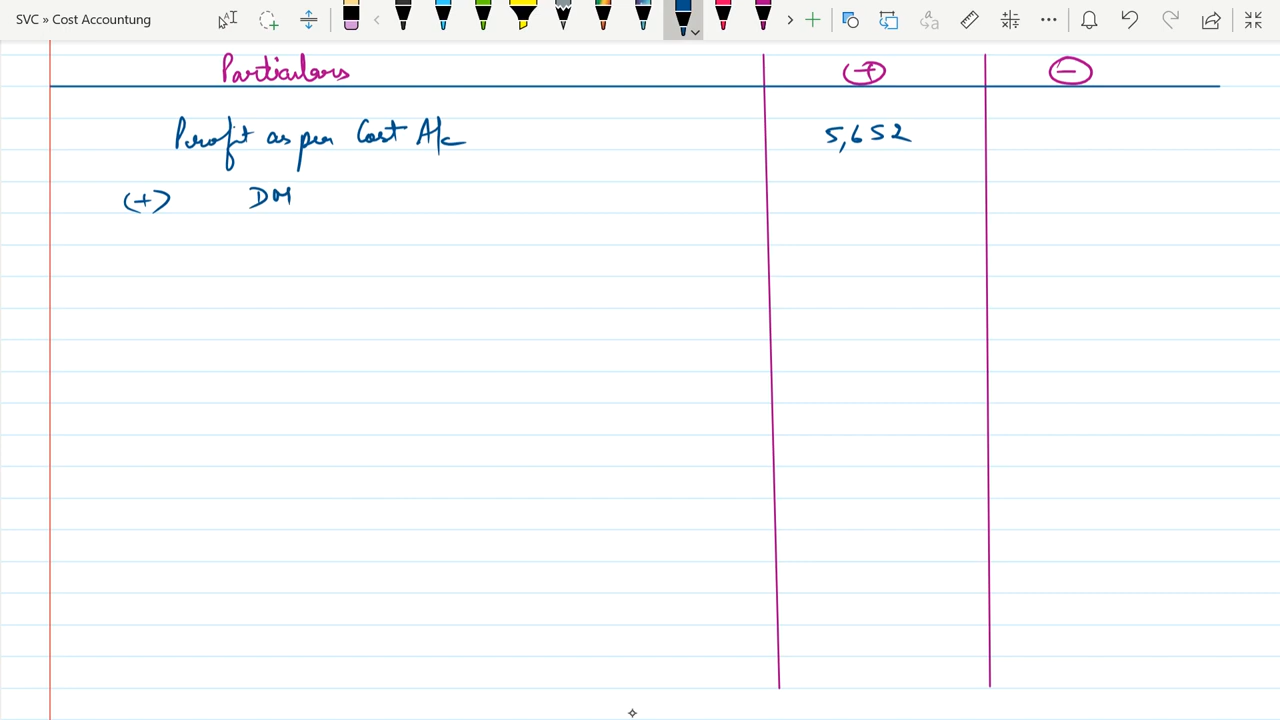 SVC » Cost Accountung
Particulars (+) (-)
Profit as per Cost A/c 5,652
(+) DM